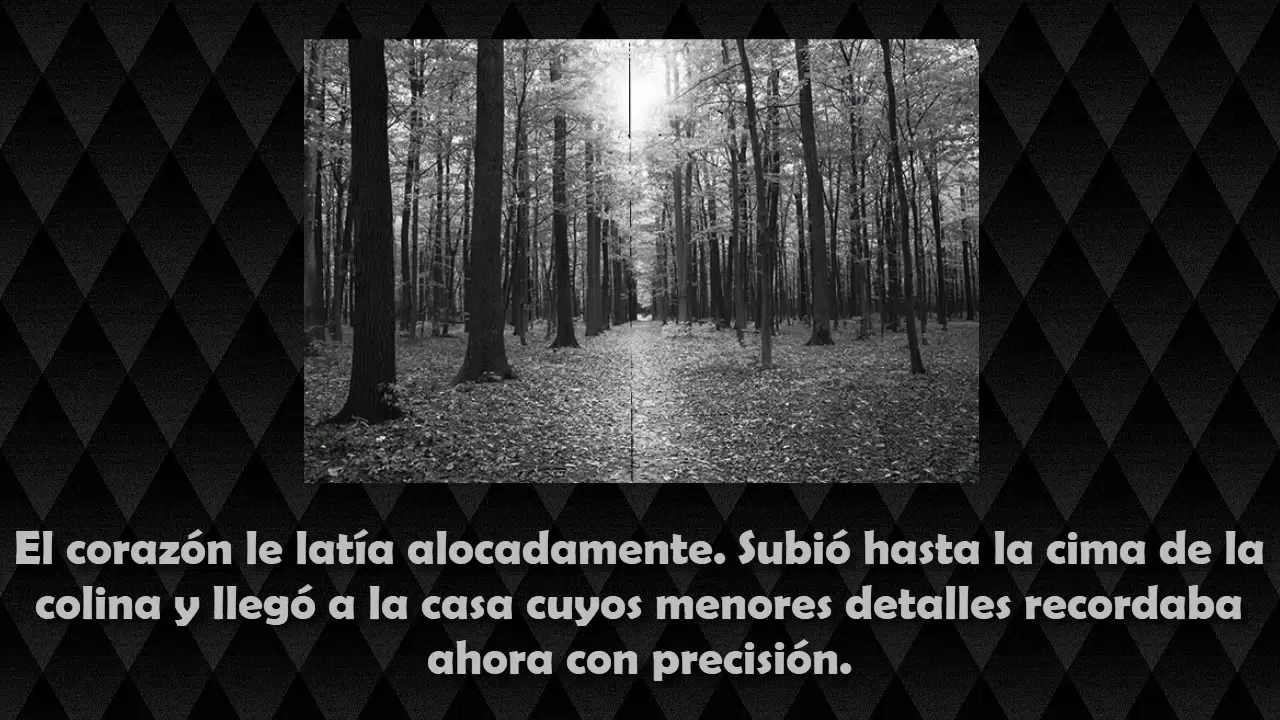 El corazón le latía alocadamente. Subió hasta la cima de la
colina y llegó a la casa cuyos menores detalles recordaba
ahora con precisión.